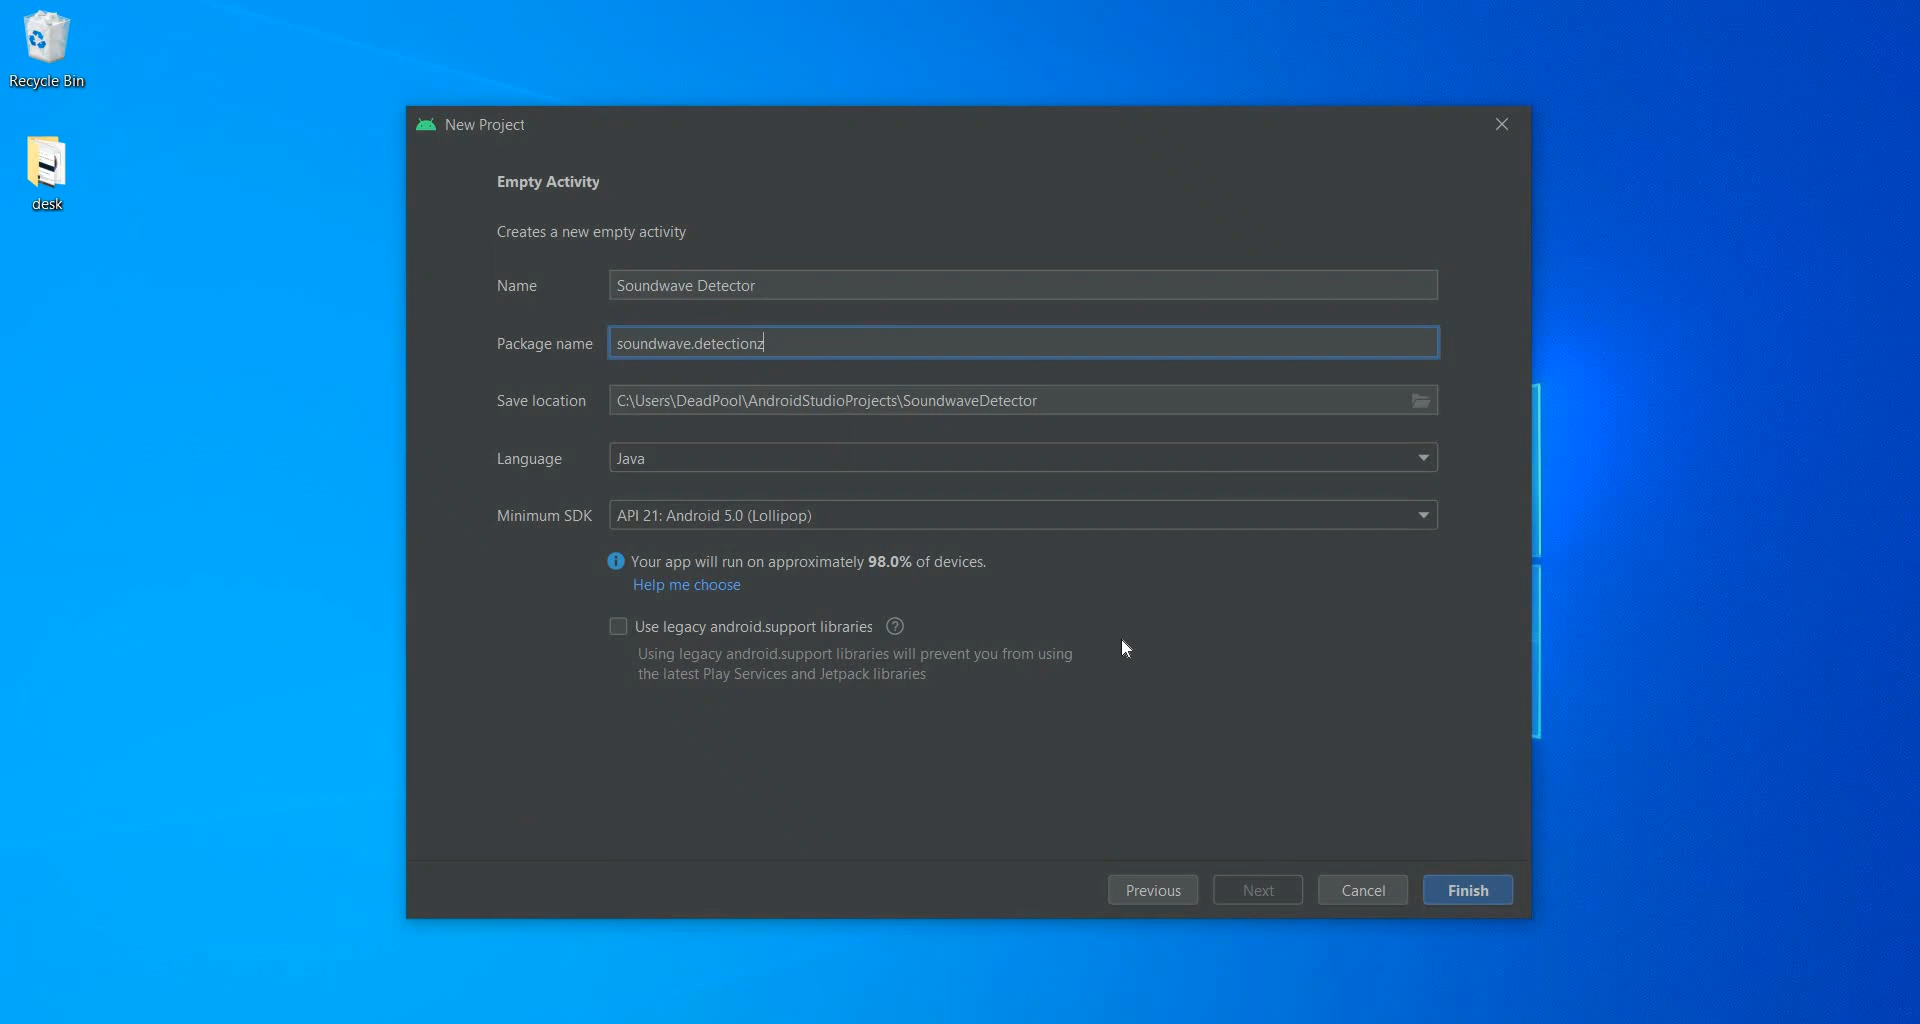 Recycle Bin
desk
New Project
Empty Activity
Creates a new empty activity
Name Soundwave Detector
Package name soundwave.detectionz
Save location C:\Users\DeadPool\AndroidStudioProjects\SoundwaveDetector
Language Java
Minimum SDK API 21: Android 5.0 (Lollipop)
i Your app will run on approximately 98.0% of devices.
Help me choose
Use legacy android.support libraries ?
Using legacy android.support libraries will prevent you from using
the latest Play Services and Jetpack libraries
Previous Next Cancel Finish